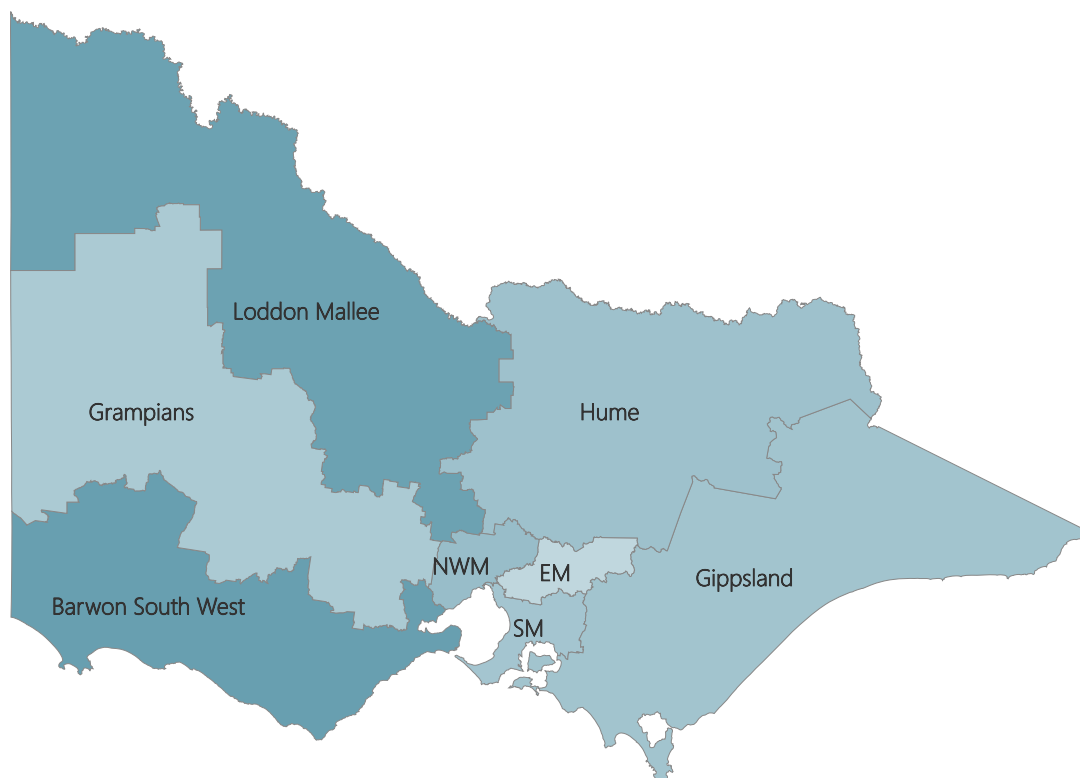 Loddon Mallee
Grampians
Hume
NWM
EM
Gippsland
Barwon South West
SM